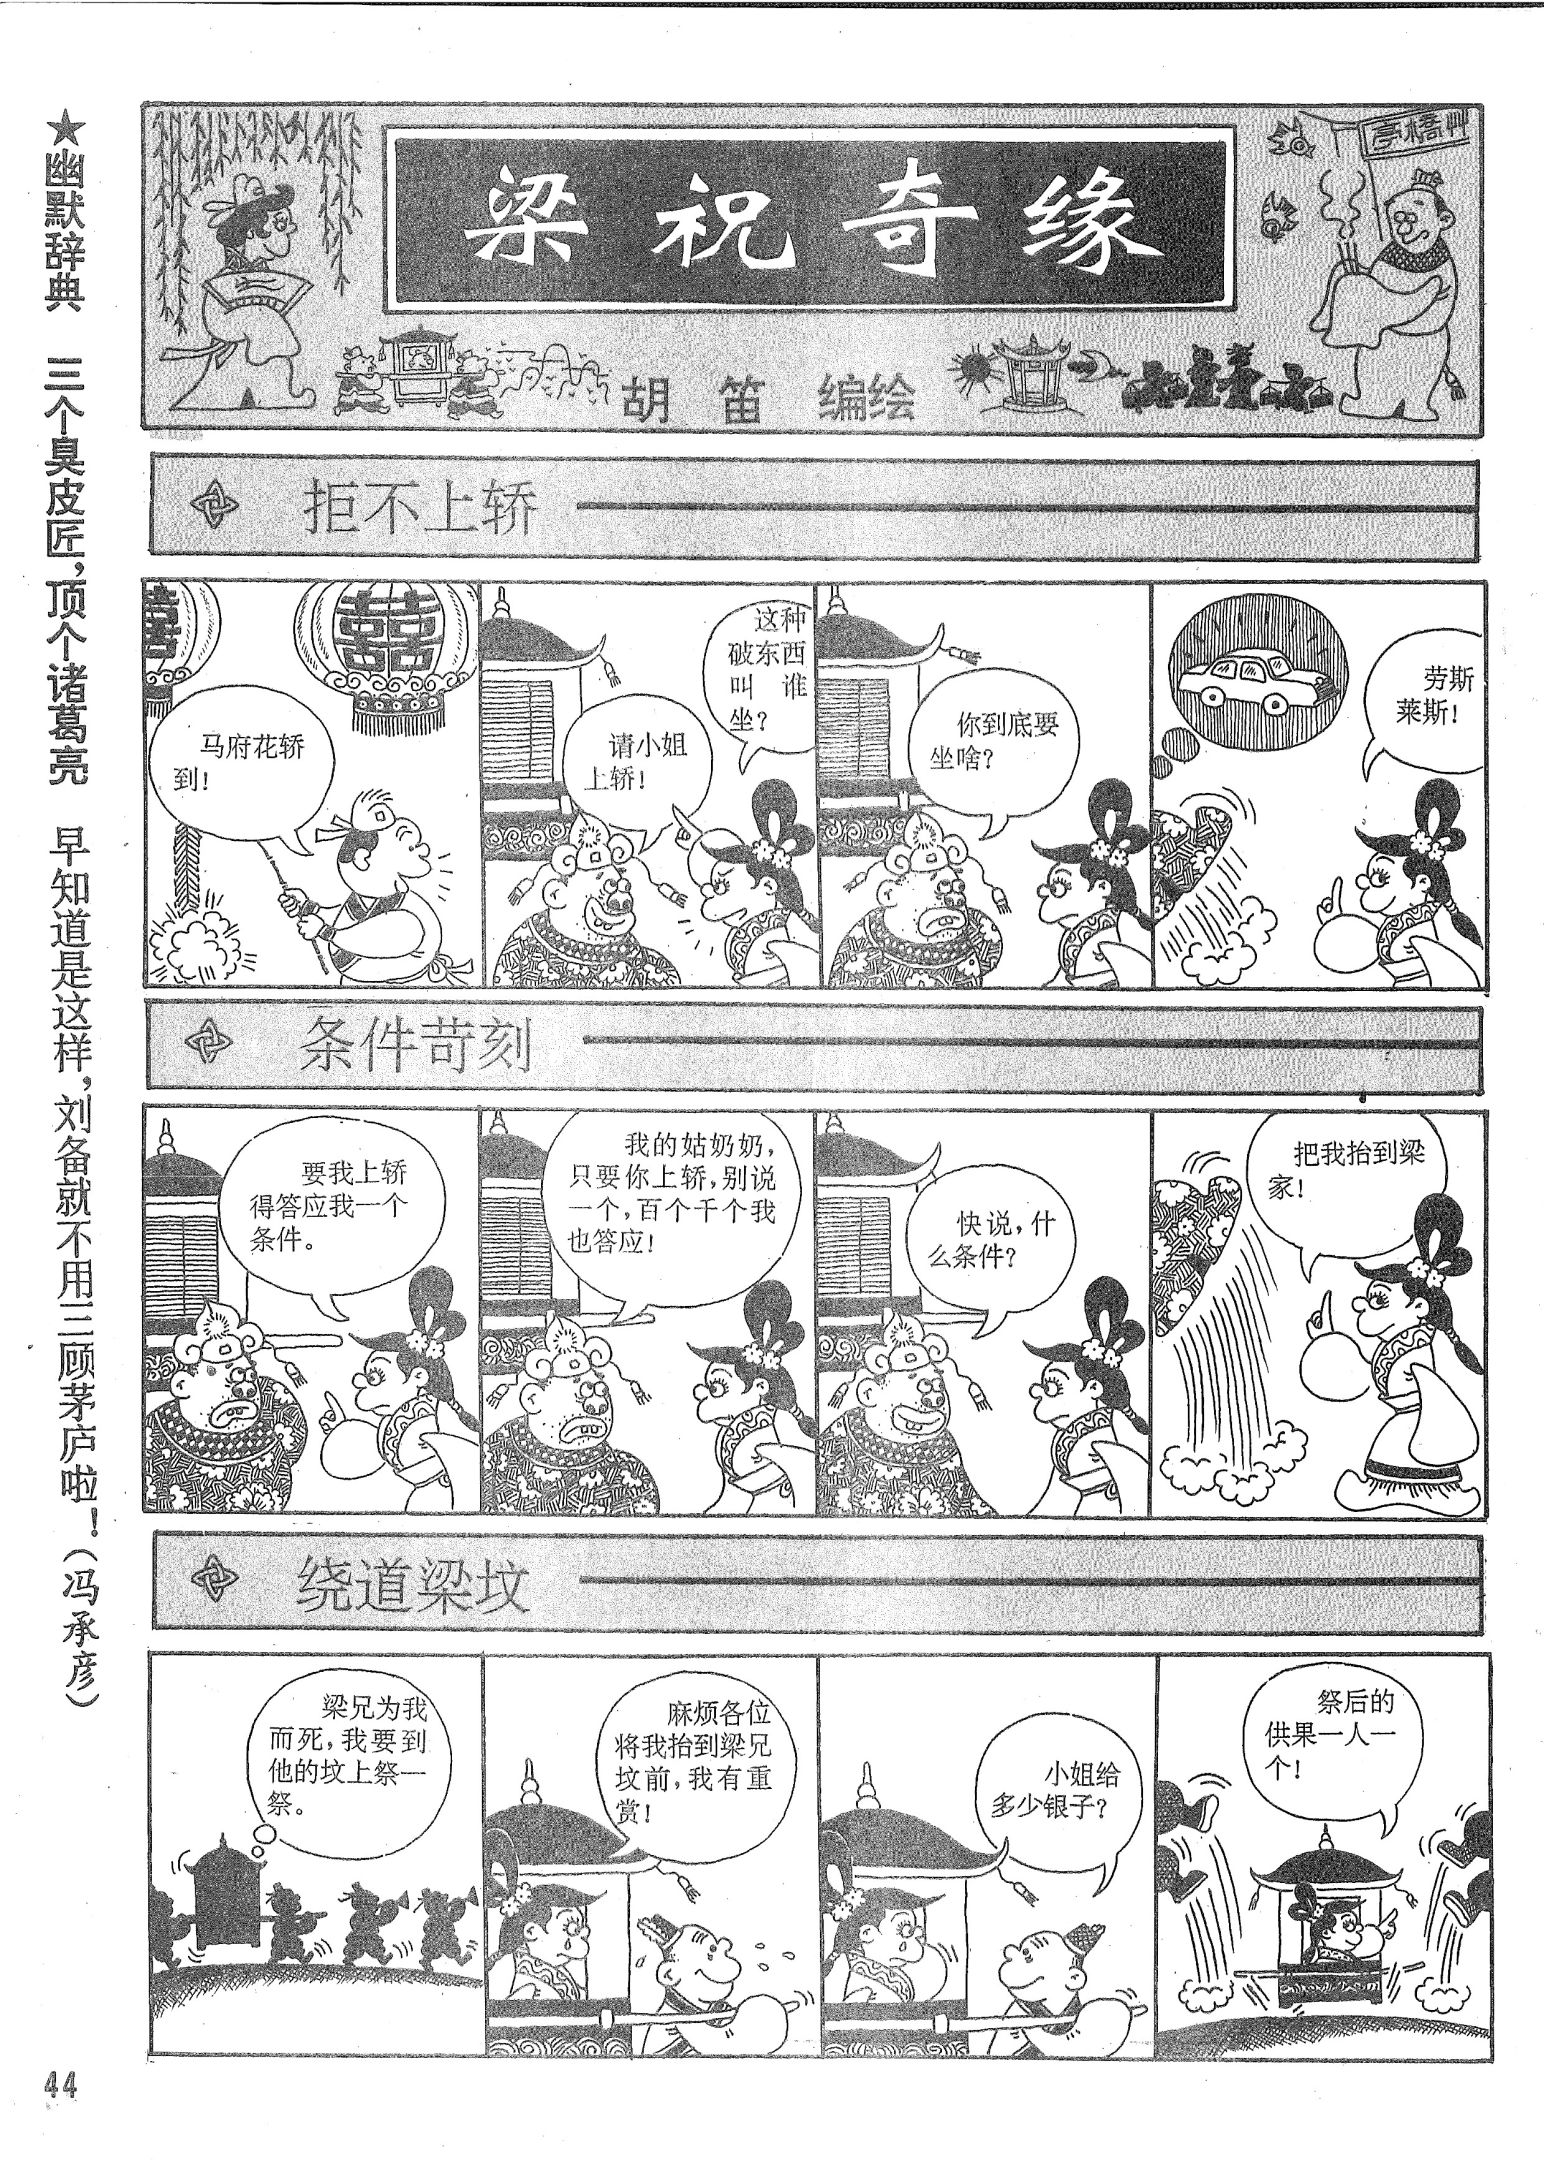 ★幽默辞典 三个臭皮匠，顶个诸葛亮 早知道是这样，刘备就不用三顾茅庐啦！（冯承彦）
梁祝奇缘
亭橋艸
胡笛 编绘
拒不上轿
囍
马府花轿
到！
请小姐
上轿！
这种
破东西
叫谁
坐？
你到底要
坐啥？
劳斯
莱斯！
条件苛刻
要我上轿
得答应我一个
条件。
我的姑奶奶，
只要你上轿，别说
一个，百个千个我
也答应！
快说，什
么条件？
把我抬到梁
家！
绕道梁坟
梁兄为我
而死，我要到
他的坟上祭一
祭。
麻烦各位
将我抬到梁兄
坟前，我有重
赏！
小姐给
多少银子？
祭后的
供果一人一
个！
44